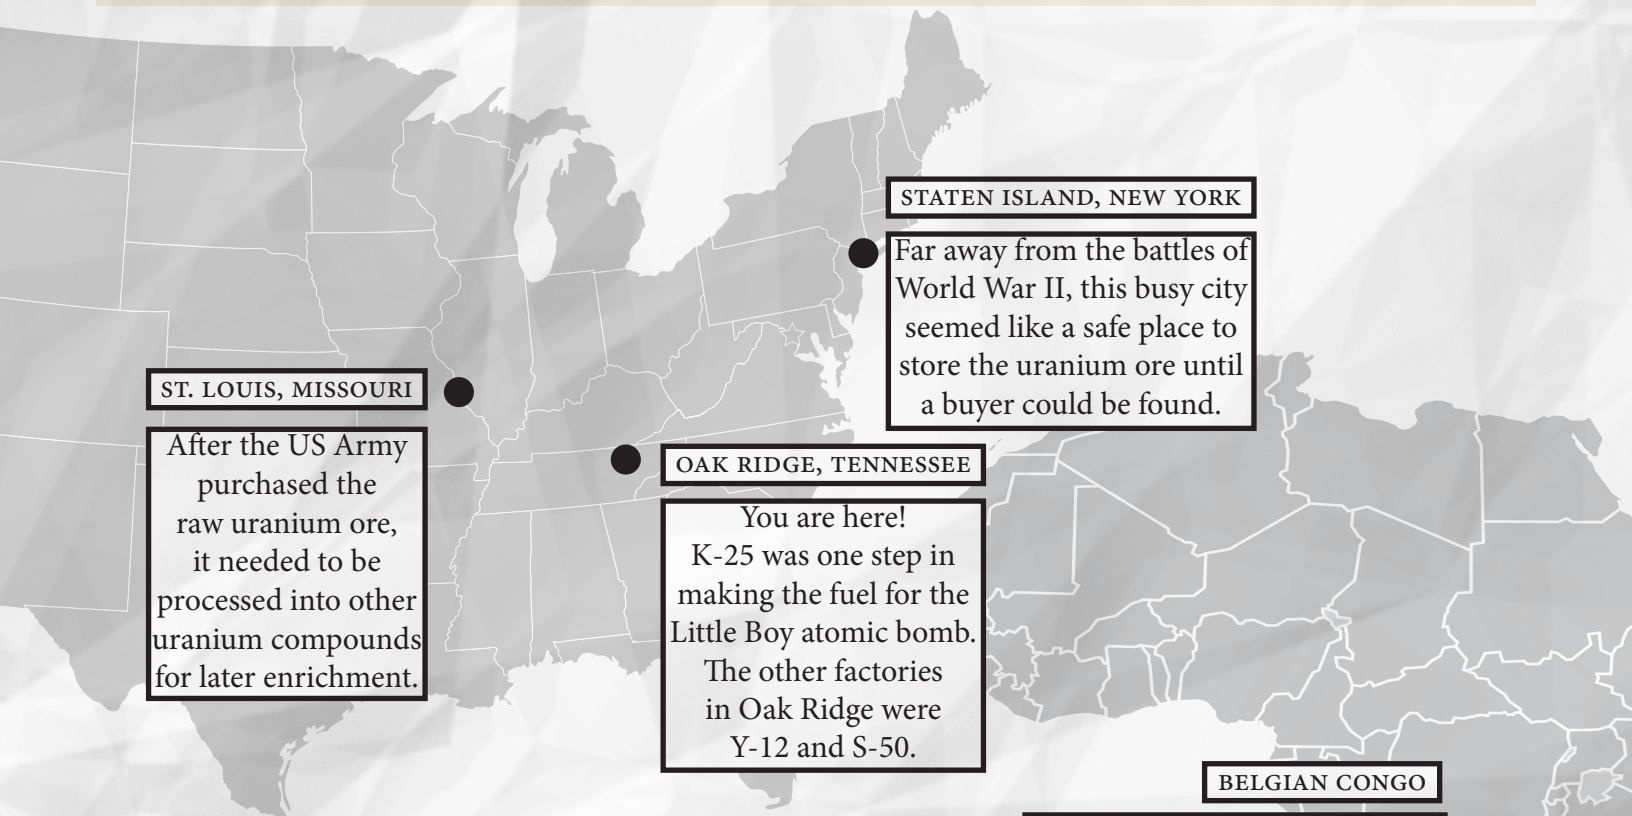 STATEN ISLAND, NEW YORK
Far away from the battles of
World War II, this busy city
seemed like a safe place to
store the uranium ore until
a buyer could be found.
ST. LOUIS, MISSOURI
After the US Army
purchased the
raw uranium ore,
it needed to be
processed into other
uranium compounds
for later enrichment.
OAK RIDGE, TENNESSEE
You are here!
K-25 was one step in
making the fuel for the
Little Boy atomic bomb.
The other factories
in Oak Ridge were
Y-12 and S-50.
BELGIAN CONGO